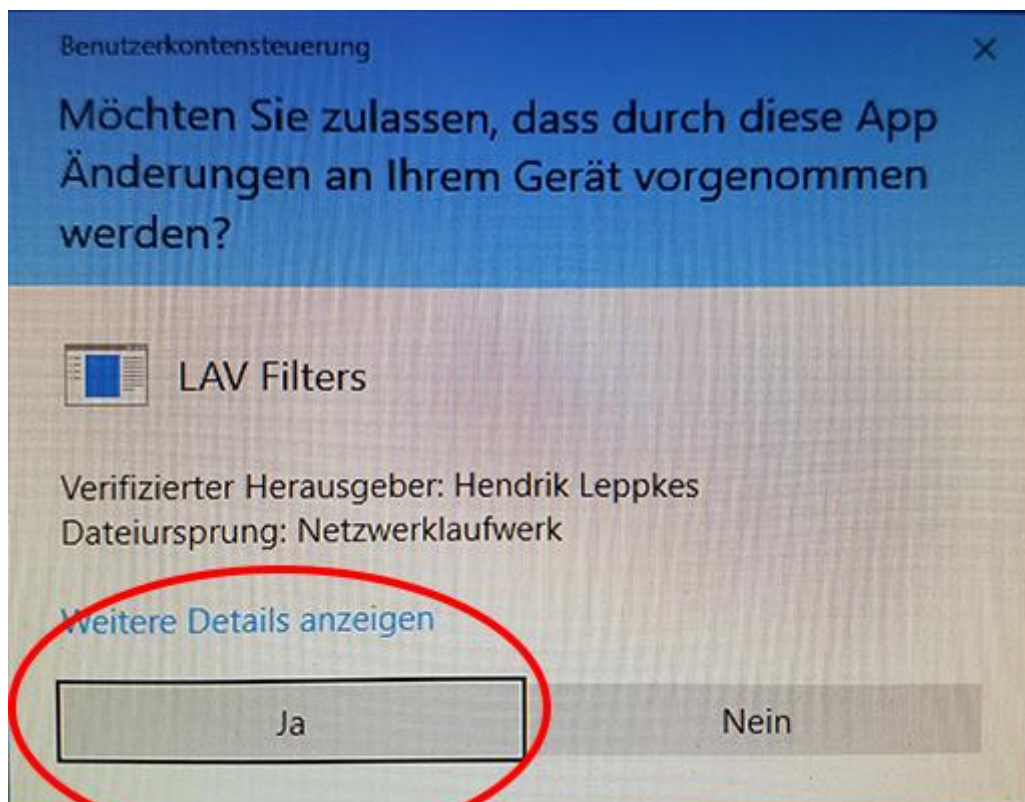 Benutzerkontensteuerung
Möchten Sie zulassen, dass durch diese App
Änderungen an Ihrem Gerät vorgenommen
werden?
LAV Filters
Verifizierter Herausgeber: Hendrik Leppkes
Dateiursprung: Netzwerklaufwerk
Weitere Details anzeigen
Ja
Nein